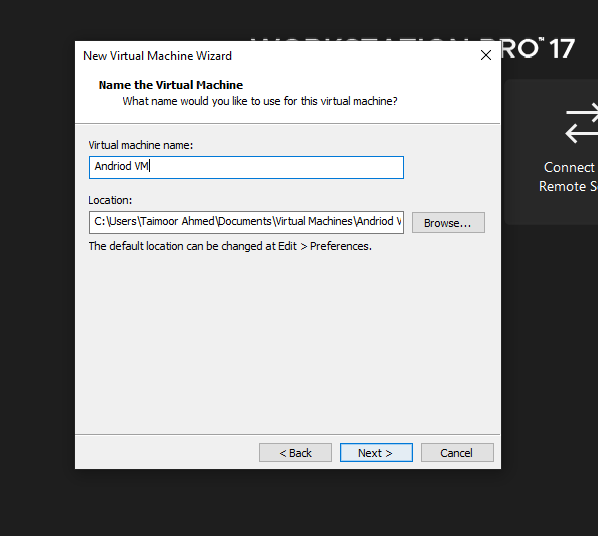 PRO™ 17
New Virtual Machine Wizard
Name the Virtual Machine
What name would you like to use for this virtual machine?
Virtual machine name:
Andriod VM
Location:
C:\Users\Taimoor Ahmed\Documents\Virtual Machines\Andriod V
Browse...
The default location can be changed at Edit > Preferences.
< Back
Next >
Cancel
Connect
Remote S